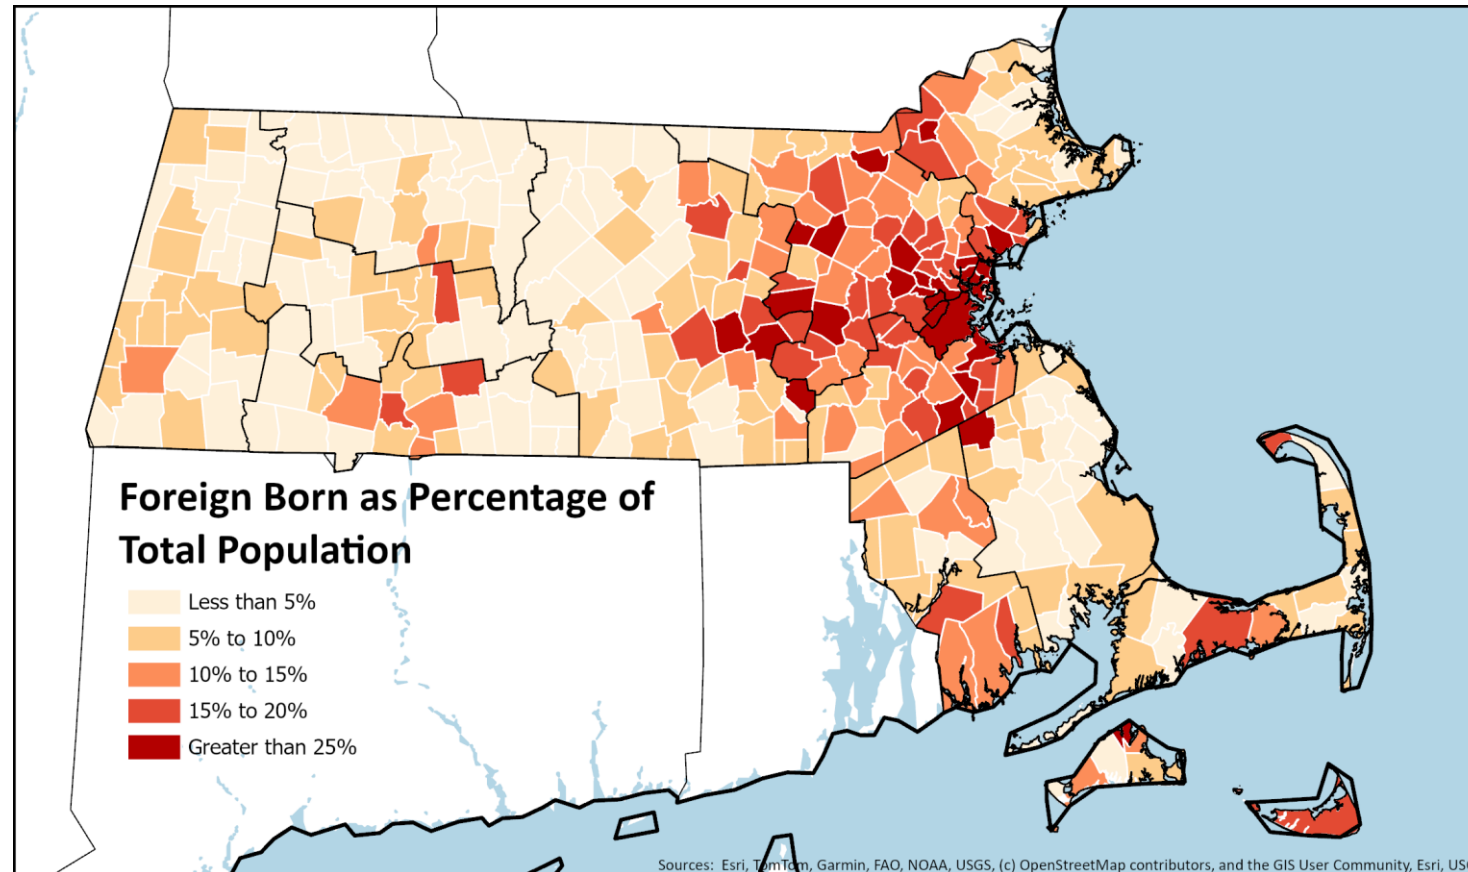 Foreign Born as Percentage of
Total Population
Less than 5%
5% to 10%
10% to 15%
15% to 20%
Greater than 25%
Sources: Esri, TomTom, Garmin, FAO, NOAA, USGS, (c) OpenStreetMap contributors, and the GIS User Community, Esri, USG